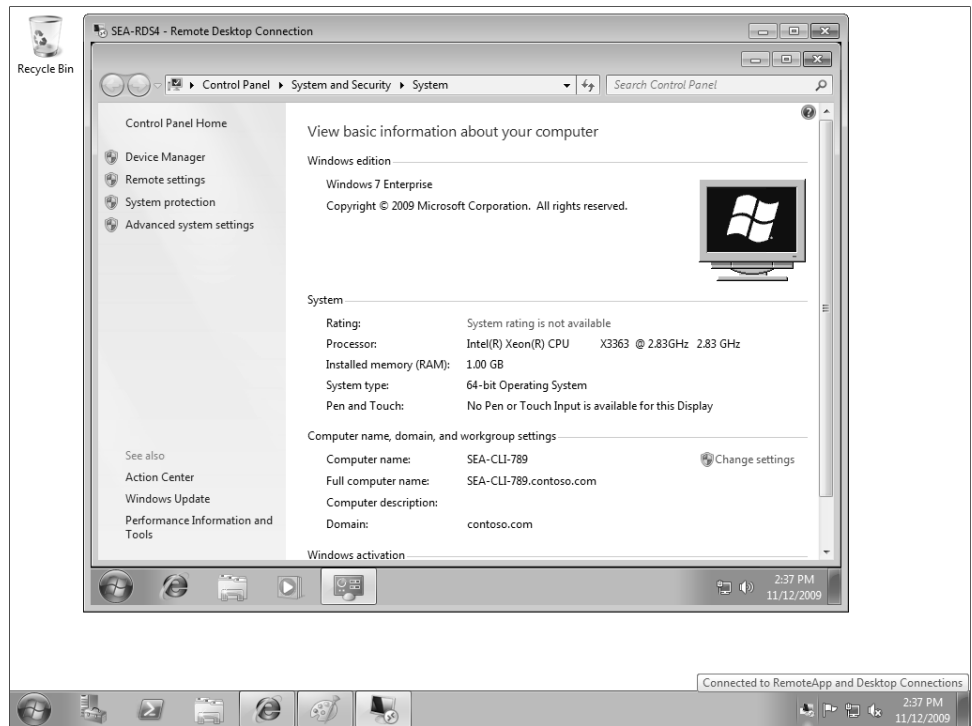 Recycle Bin
SEA-RDS4 - Remote Desktop Connection
Control Panel System and Security System
Search Control Panel
Control Panel Home
Device Manager
Remote settings
System protection
Advanced system settings
See also
Action Center
Windows Update
Performance Information and
Tools
View basic information about your computer
Windows edition
Windows 7 Enterprise
Copyright © 2009 Microsoft Corporation. All rights reserved.
System
Rating: System rating is not available
Processor: Intel(R) Xeon(R) CPU X3363 @ 2.83GHz 2.83 GHz
Installed memory (RAM): 1.00 GB
System type: 64-bit Operating System
Pen and Touch: No Pen or Touch Input is available for this Display
Computer name, domain, and workgroup settings
Computer name: SEA-CLI-789 Change settings
Full computer name: SEA-CLI-789.contoso.com
Computer description:
Domain: contoso.com
Windows activation
2:37 PM
11/12/2009
Connected to RemoteApp and Desktop Connections
2:37 PM
11/12/2009